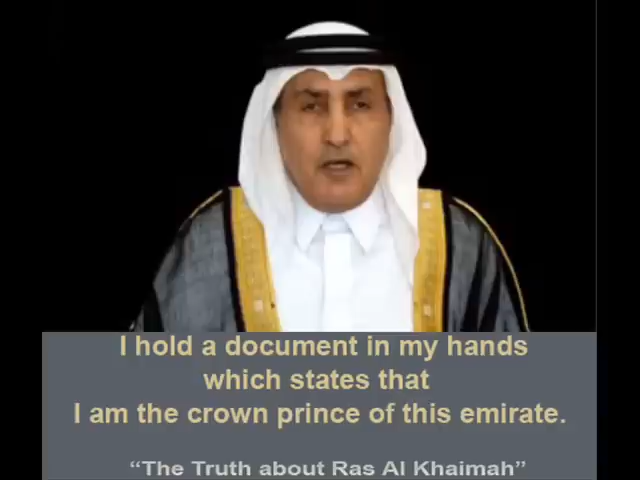 I hold a document in my hands
which states that
I am the crown prince of this emirate.
“The Truth about Ras Al Khaimah”